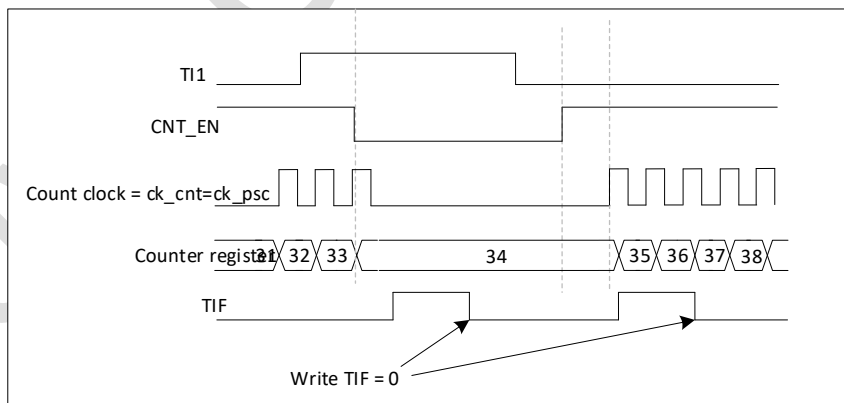 TI1
CNT_EN
Count clock = ck_cnt=ck_psc
Counter register 31 32 33 34 35 36 37 38
TIF
Write TIF = 0